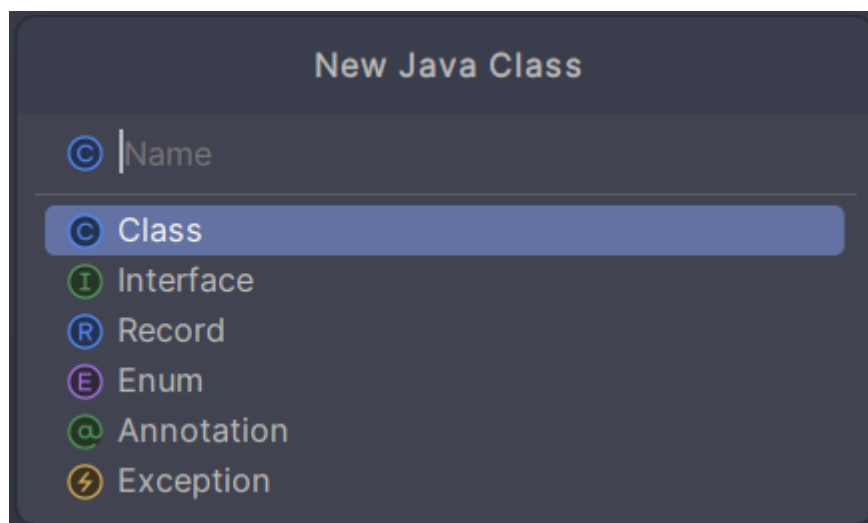 New Java Class
C Name
C Class
I Interface
R Record
E Enum
@ Annotation
Exception